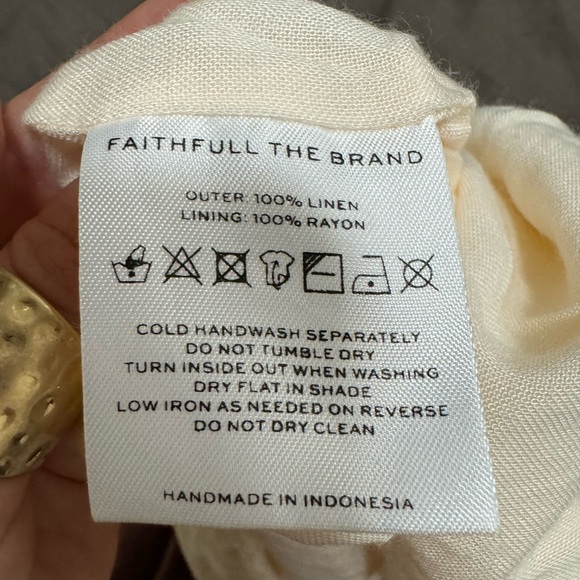 FAITHFULL THE BRAND
OUTER: 100% LINEN
LINING: 100% RAYON
COLD HANDWASH SEPARATELY
DO NOT TUMBLE DRY
TURN INSIDE OUT WHEN WASHING
DRY FLAT IN SHADE
LOW IRON AS NEEDED ON REVERSE
DO NOT DRY CLEAN
HANDMADE IN INDONESIA